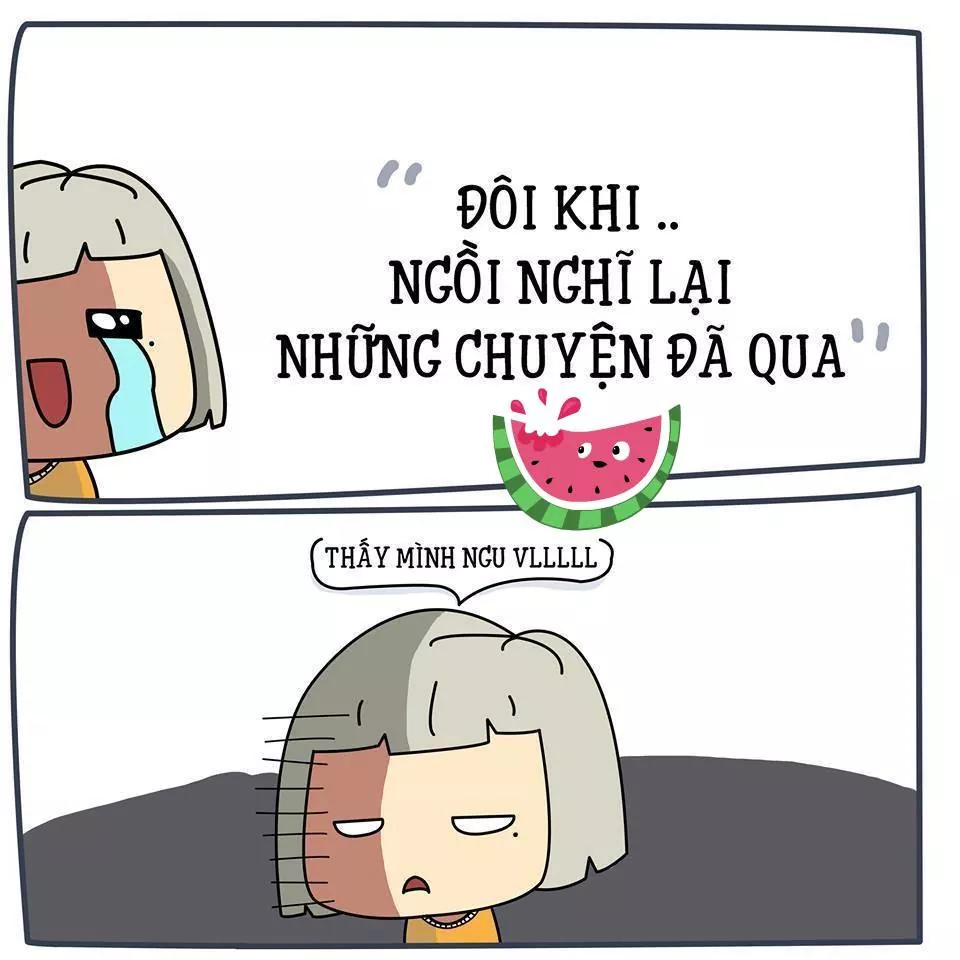 “ ĐÔI KHI ..
NGỒI NGHĨ LẠI
NHỮNG CHUYỆN ĐÃ QUA ”
THẤY MÌNH NGU VLLLLL